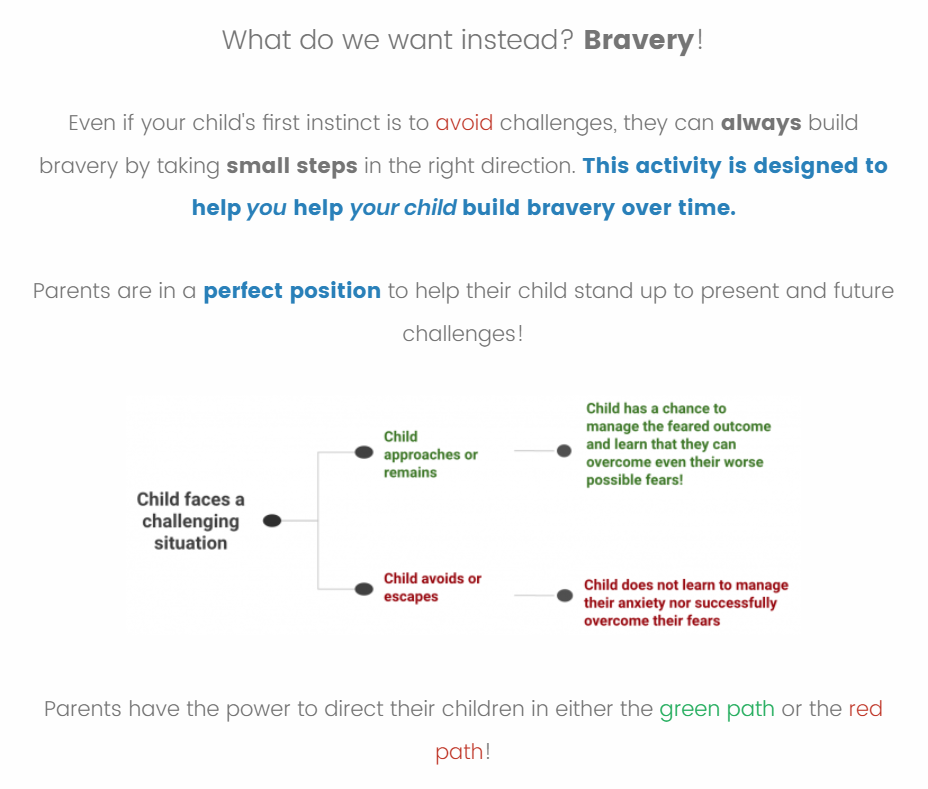 What do we want instead? Bravery!
Even if your child's first instinct is to avoid challenges, they can always build
bravery by taking small steps in the right direction. This activity is designed to
help you help your child build bravery over time.
Parents are in a perfect position to help their child stand up to present and future
challenges!
Child faces a
challenging
situation
Child
approaches or
remains
Child has a chance to
manage the feared outcome
and learn that they can
overcome even their worse
possible fears!
Child avoids or
escapes
Child does not learn to manage
their anxiety nor successfully
overcome their fears
Parents have the power to direct their children in either the green path or the red
path!